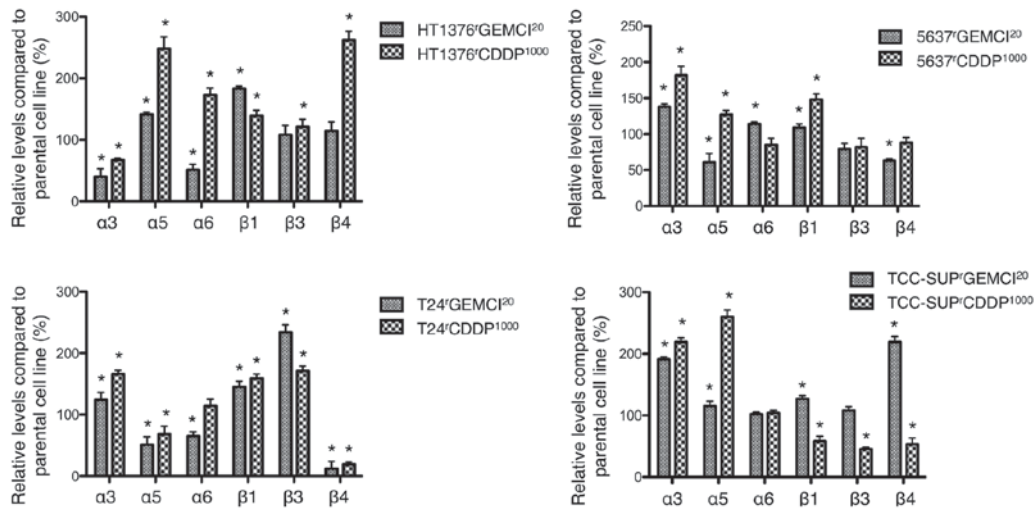 Relative levels compared to
parental cell line (%)
300
200
100
0
* * * * * * * * *
α3 α5 α6 β1 β3 β4
HT1376ʳGEMCI²⁰
HT1376ʳCDDP¹⁰⁰⁰
Relative levels compared to
parental cell line (%)
250
200
150
100
50
0
* * * * * * * *
α3 α5 α6 β1 β3 β4
5637ʳGEMCI²⁰
5637ʳCDDP¹⁰⁰⁰
Relative levels compared to
parental cell line (%)
300
200
100
0
* * * * * * * * * * *
α3 α5 α6 β1 β3 β4
T24ʳGEMCI²⁰
T24ʳCDDP¹⁰⁰⁰
Relative levels compared to
parental cell line (%)
300
200
100
0
* * * * * * * * *
α3 α5 α6 β1 β3 β4
TCC-SUPʳGEMCI²⁰
TCC-SUPʳCDDP¹⁰⁰⁰